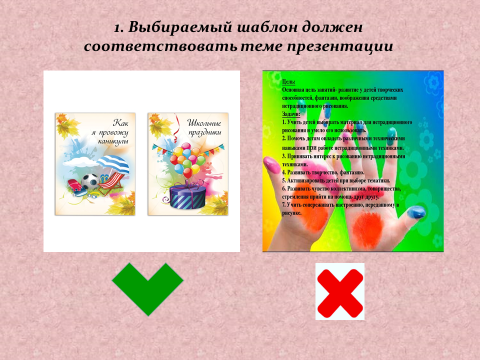 1. Выбираемый шаблон должен
соответствовать теме презентации
Как
я провожу
каникулы
Школьные
праздники
Цель:
Основная цель занятий- развитие у детей творческих
способностей, фантазии, воображения средствами
нетрадиционного рисования.
Задачи:
1. Учить детей выбирать материал для нетрадиционного
рисования и умело его использовать.
2. Помочь детям овладеть различными техническими
навыками при работе нетрадиционными техниками.
3. Прививать интерес к рисованию нетрадиционными
техниками.
4. Развивать творчество, фантазию.
5. Активизировать детей при выборе тематики.
6. Развивать чувство коллективизма, товарищества,
стремления прийти на помощь друг другу.
7. Учить сопереживать настроению, переданному в
рисунке.